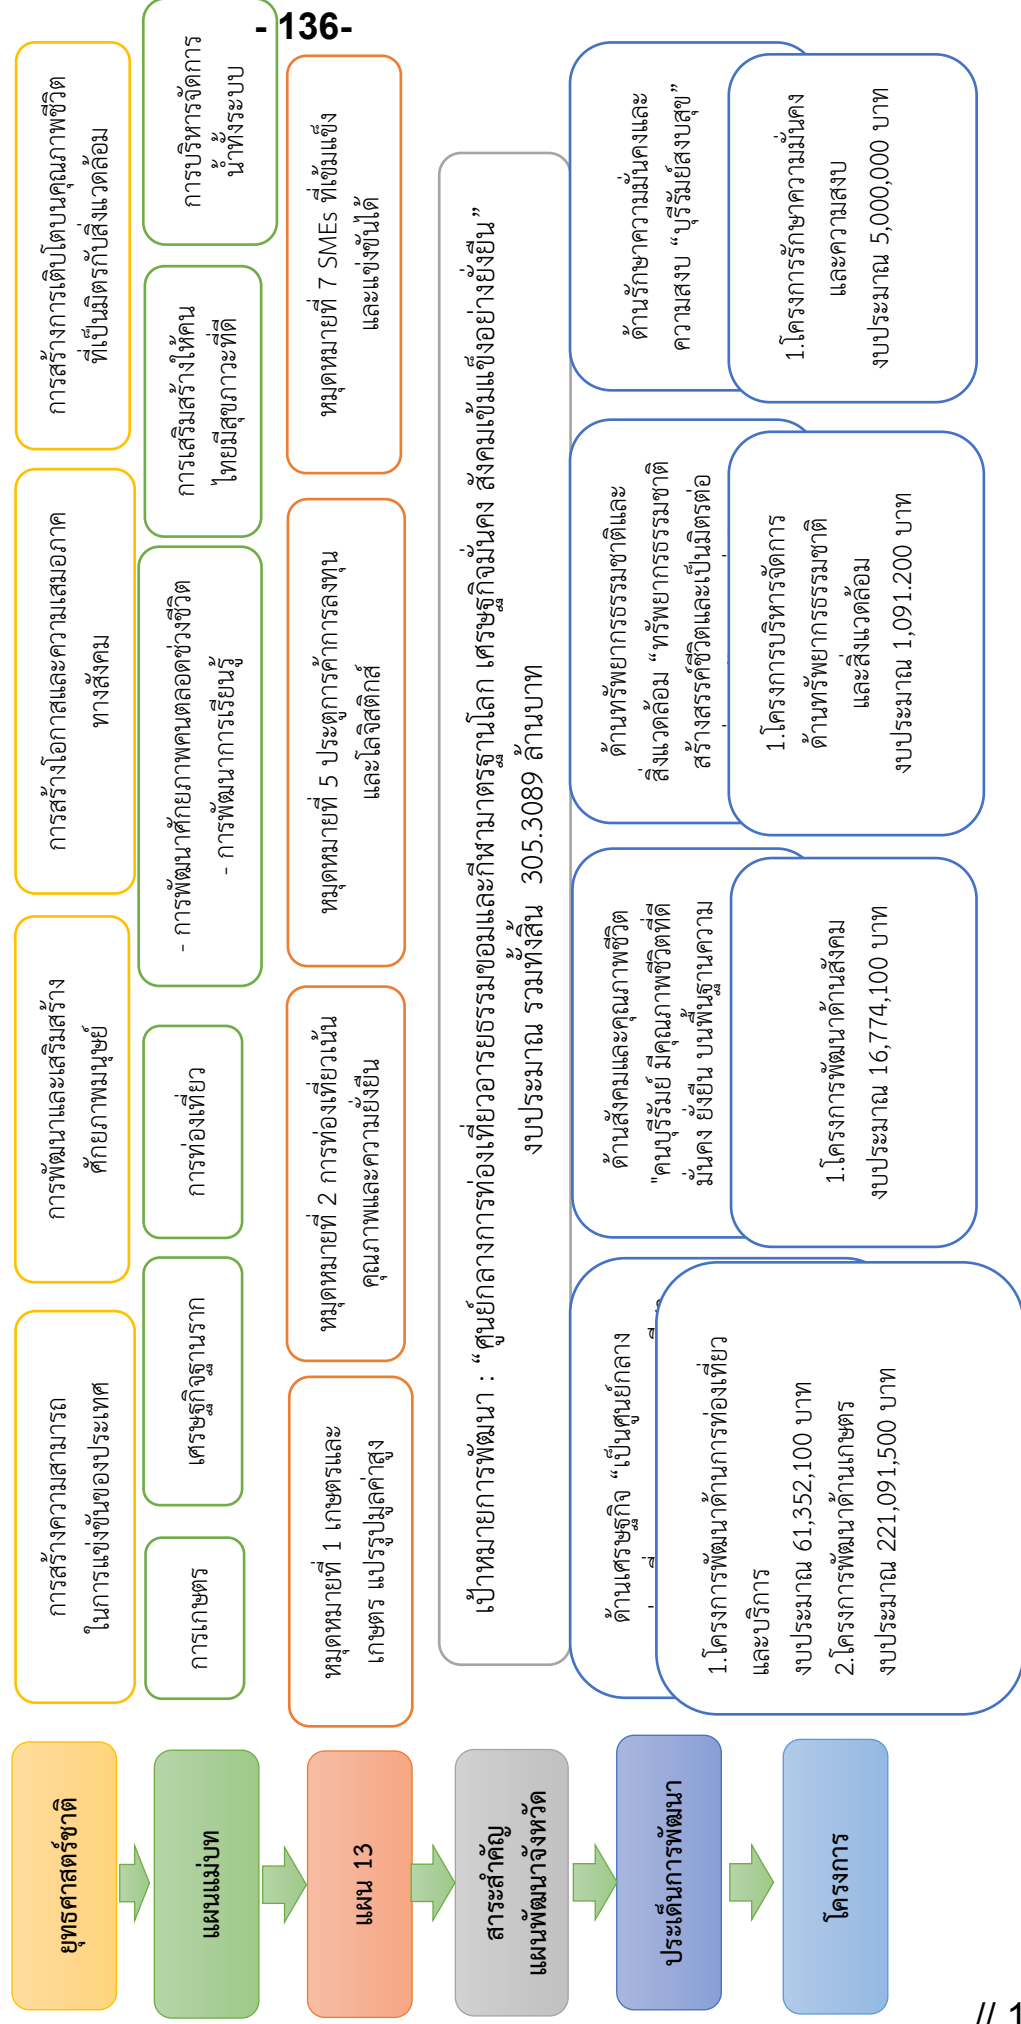 - 136-
ยุทธศาสตร์ชาติ
การสร้างความสามารถ
ในการแข่งขันของประเทศ
การพัฒนาและเสริมสร้าง
ศักยภาพมนุษย์
การสร้างโอกาสและความเสมอภาค
ทางสังคม
การสร้างการเติบโตบนคุณภาพชีวิต
ที่เป็นมิตรกับสิ่งแวดล้อม
แผนแม่บท
การเกษตร
เศรษฐกิจฐานราก
การท่องเที่ยว
- การพัฒนาศักยภาพคนตลอดช่วงชีวิต
- การพัฒนาการเรียนรู้
การเสริมสร้างให้คน
ไทยมีสุขภาวะที่ดี
การบริหารจัดการ
น้ำทั้งระบบ
แผน 13
หมุดหมายที่ 1 เกษตรและ
เกษตร แปรรูปมูลค่าสูง
หมุดหมายที่ 2 การท่องเที่ยวเน้น
คุณภาพและความยั่งยืน
หมุดหมายที่ 5 ประตูการค้าการลงทุน
และโลจิสติกส์
หมุดหมายที่ 7 SMEs ที่เข้มแข็ง
และแข่งขันได้
สาระสำคัญ
แผนพัฒนาจังหวัด
เป้าหมายการพัฒนา : “ศูนย์กลางการท่องเที่ยวอารยธรรมขอมและกีฬามาตรฐานโลก เศรษฐกิจมั่นคง สังคมเข้มแข็งอย่างยั่งยืน”
งบประมาณ รวมทั้งสิ้น 305.3089 ล้านบาท
ประเด็นการพัฒนา
ด้านเศรษฐกิจ “เป็นศูนย์กลาง
ด้านสังคมและคุณภาพชีวิต
"คนบุรีรัมย์ มีคุณภาพชีวิตที่ดี
มั่นคง ยั่งยืน บนพื้นฐานความ
ด้านทรัพยากรธรรมชาติและ
สิ่งแวดล้อม “ทรัพยากรธรรมชาติ
สร้างสรรค์ชีวิตและเป็นมิตรต่อ
ด้านรักษาความมั่นคงและ
ความสงบ “บุรีรัมย์สงบสุข”
โครงการ
1.โครงการพัฒนาด้านการท่องเที่ยว
และบริการ
งบประมาณ 61,352,100 บาท
2.โครงการพัฒนาด้านเกษตร
งบประมาณ 221,091,500 บาท
1.โครงการพัฒนาด้านสังคม
งบประมาณ 16,774,100 บาท
1.โครงการบริหารจัดการ
ด้านทรัพยากรธรรมชาติ
และสิ่งแวดล้อม
งบประมาณ 1,091.200 บาท
1.โครงการรักษาความมั่นคง
และความสงบ
งบประมาณ 5,000,000 บาท
// 1